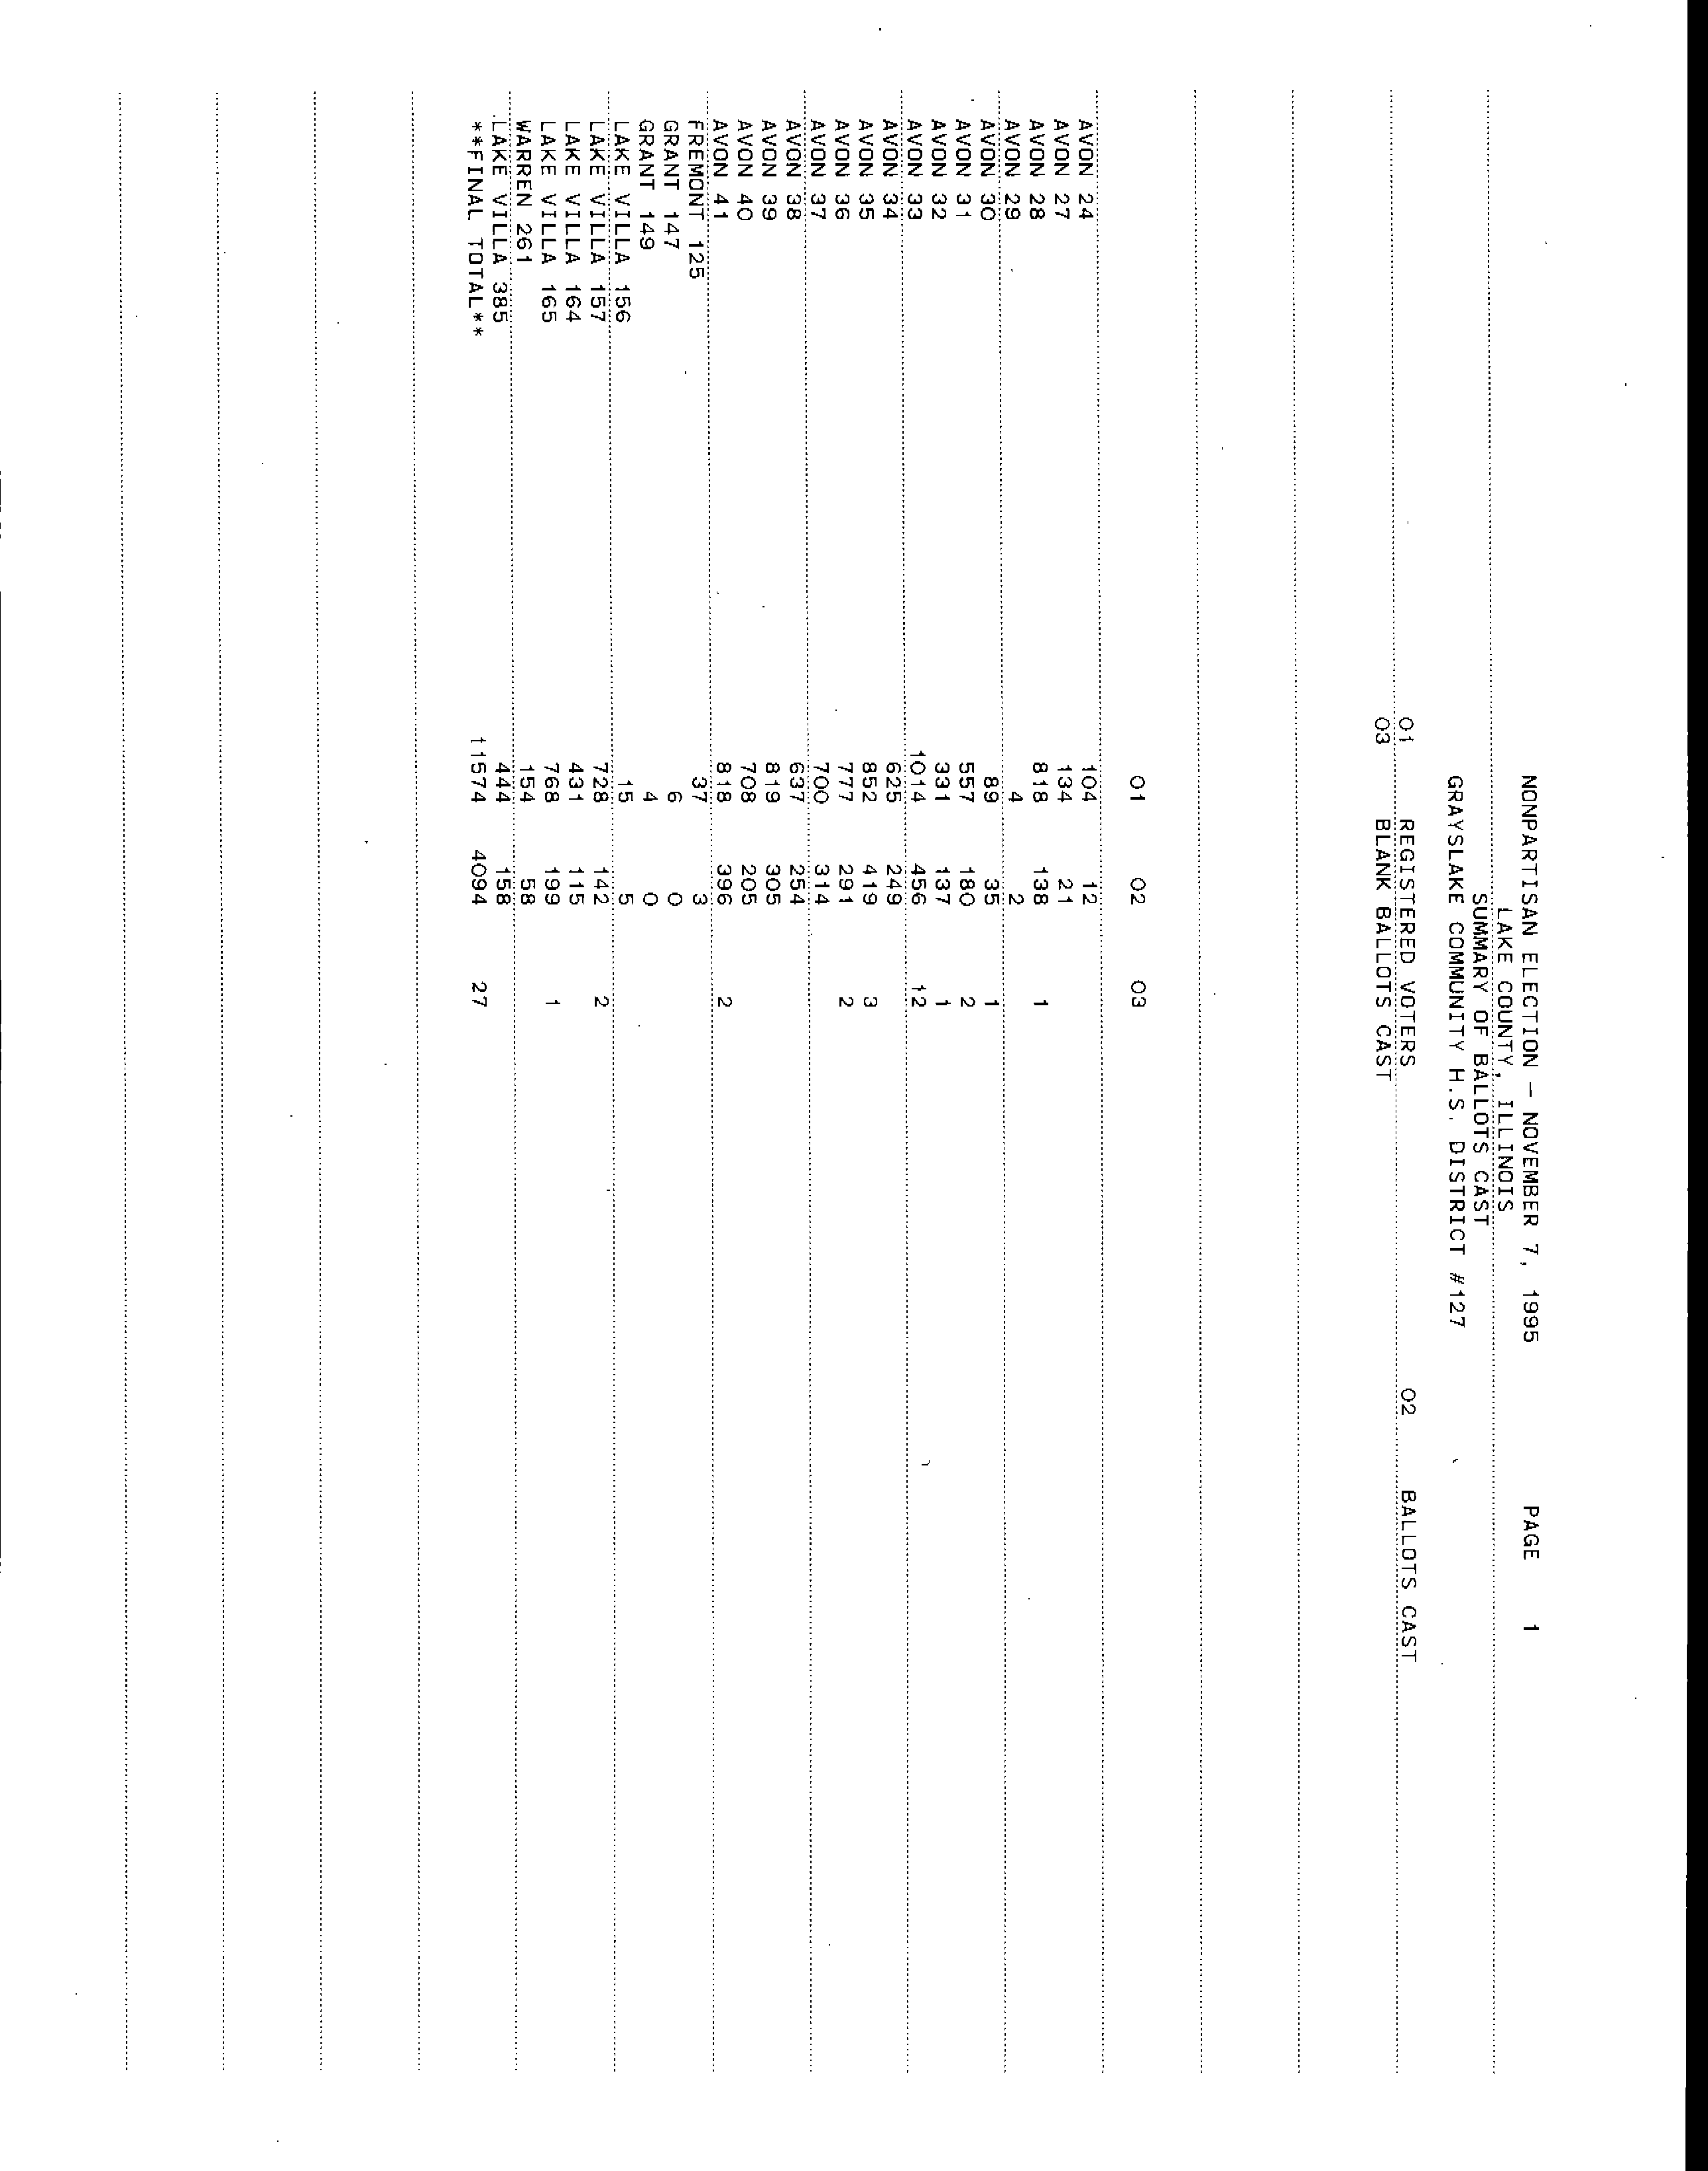 NONPARTISAN ELECTION - NOVEMBER 7, 1995 PAGE 1
LAKE COUNTY, ILLINOIS
SUMMARY OF BALLOTS CAST
GRAYSLAKE COMMUNITY H.S. DISTRICT #127
01 REGISTERED VOTERS 02 BALLOTS CAST
03 BLANK BALLOTS CAST
01 02 03
AVON 24 104 12
AVON 27 134 21
AVON 28 818 138 1
AVON 29 4 2
AVON 30 89 35 1
AVON 31 557 180 2
AVON 32 331 137 1
AVON 33 1014 456 12
AVON 34 625 249
AVON 35 852 419 3
AVON 36 777 291 2
AVON 37 700 314
AVON 38 637 254
AVON 39 819 305
AVON 40 708 205
AVON 41 818 396 2
FREMONT 125 37 3
GRANT 147 6 0
GRANT 149 4 0
LAKE VILLA 156 15 5
LAKE VILLA 157 728 142 2
LAKE VILLA 164 431 115
LAKE VILLA 165 768 199 1
WARREN 261 154 58
LAKE VILLA 385 444 158
**FINAL TOTAL** 11574 4094 27